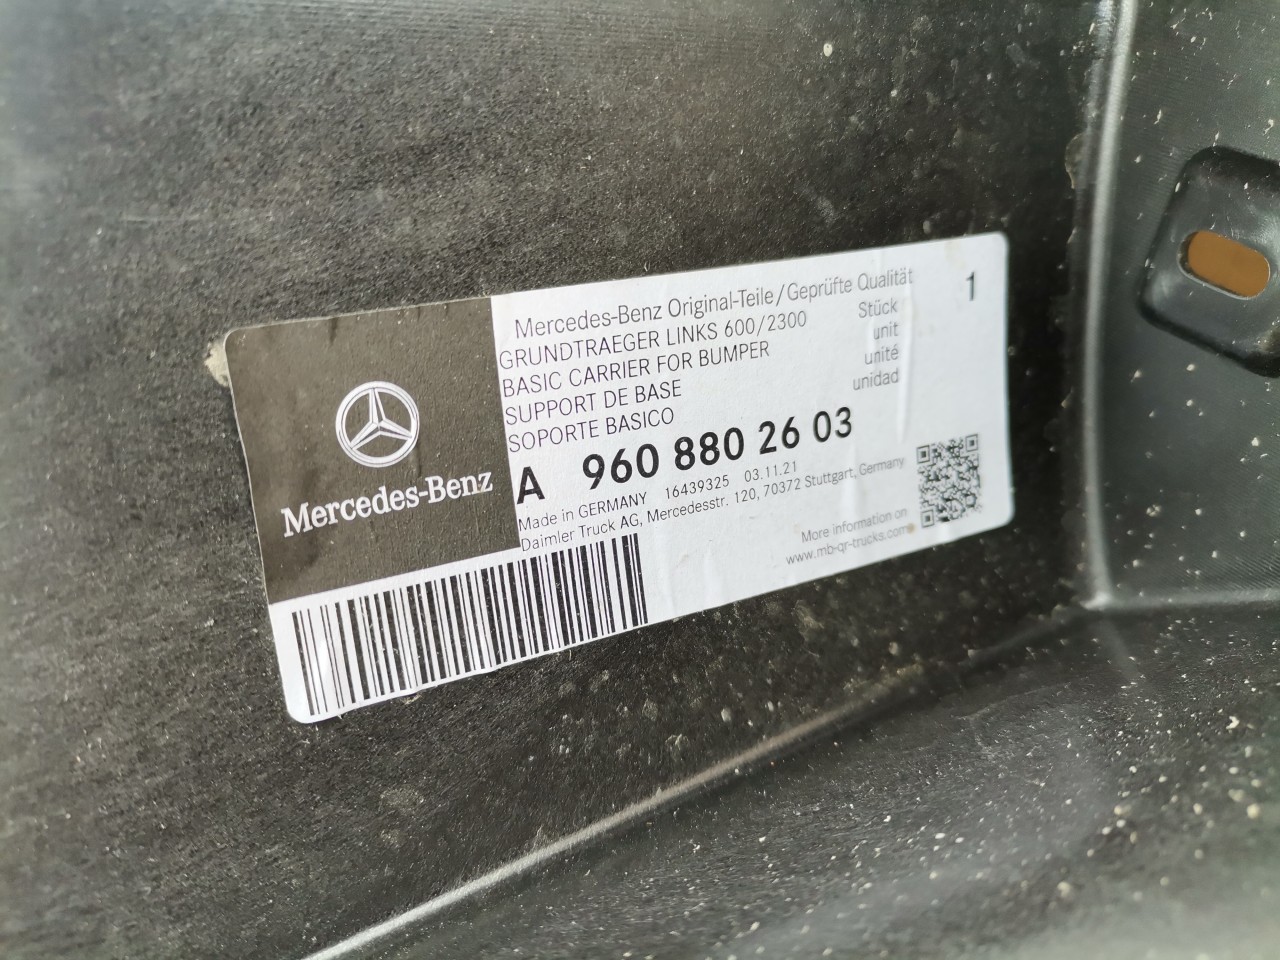 Mercedes-Benz
Mercedes-Benz Original-Teile/Geprüfte Qualität
GRUNDTRAEGER LINKS 600/2300
BASIC CARRIER FOR BUMPER
SUPPORT DE BASE
SOPORTE BASICO
Stück
unit
unité
unidad
1
A 960 880 26 03
Made in GERMANY 16439325 03.11.21
Daimler Truck AG, Mercedesstr. 120, 70372 Stuttgart, Germany
More information on
www.mb-qr-trucks.com